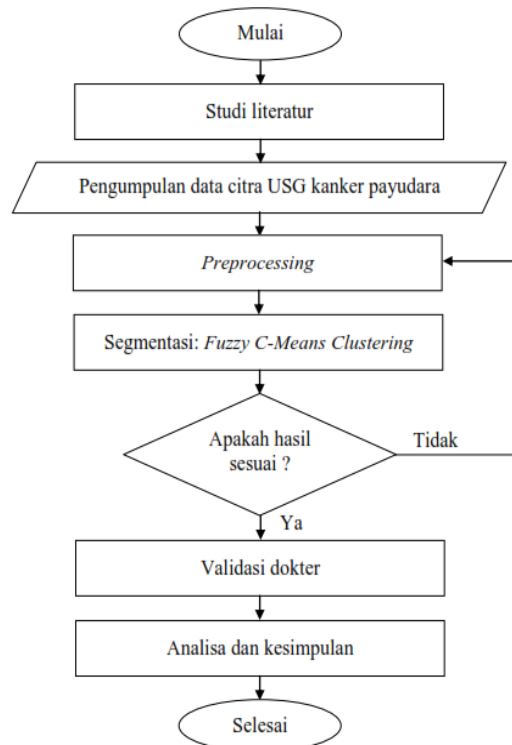 Mulai
Studi literatur
Pengumpulan data citra USG kanker payudara
Preprocessing
Segmentasi: Fuzzy C-Means Clustering
Apakah hasil
sesuai ?
Tidak
Ya
Validasi dokter
Analisa dan kesimpulan
Selesai